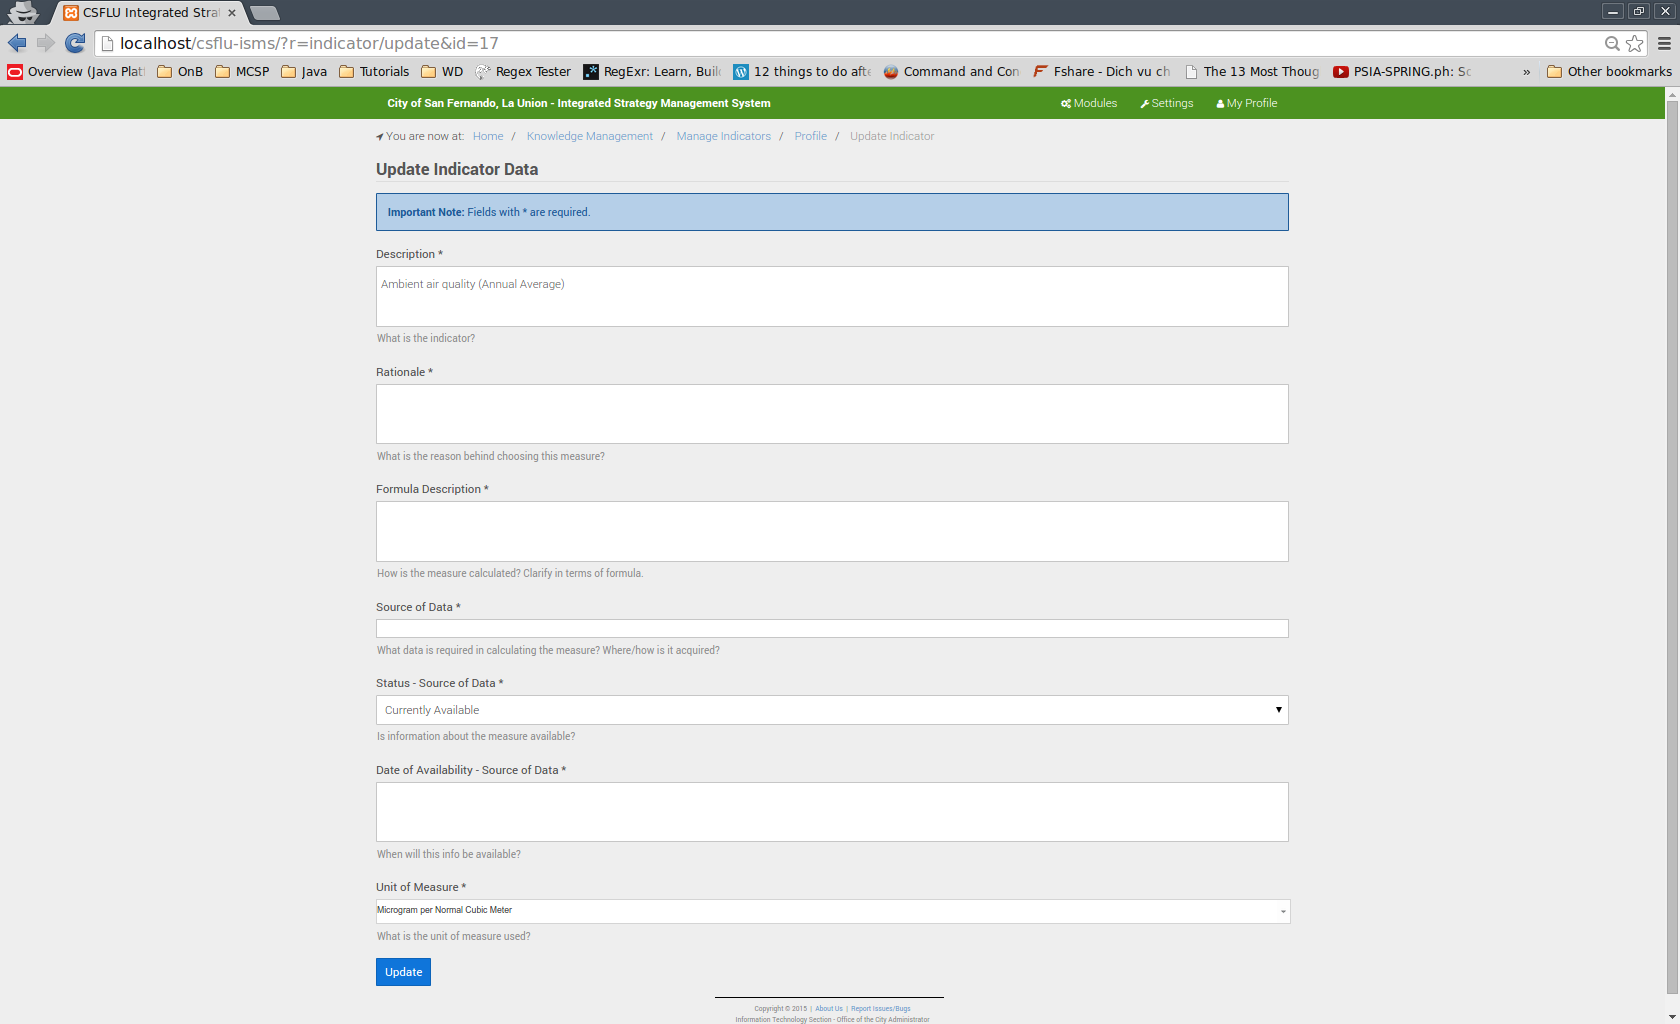 CSFLU Integrated Stra
localhost/csflu-isms/?r=indicator/update&id=17
Overview (Java Plat OnB MCSP Java Tutorials WD Regex Tester RegExr: Learn, Buil 12 things to do afte Command and Con Fshare - Dich vu ch The 13 Most Thoug PSIA-SPRING.ph: Sc » Other bookmarks
City of San Fernando, La Union - Integrated Strategy Management System Modules Settings My Profile
You are now at: Home / Knowledge Management / Manage Indicators / Profile / Update Indicator
Update Indicator Data
Important Note: Fields with * are required.
Description *
Ambient air quality (Annual Average)
What is the indicator?
Rationale *
What is the reason behind choosing this measure?
Formula Description *
How is the measure calculated? Clarify in terms of formula.
Source of Data *
What data is required in calculating the measure? Where/how is it acquired?
Status - Source of Data *
Currently Available
Is information about the measure available?
Date of Availability - Source of Data *
When will this info be available?
Unit of Measure *
Microgram per Normal Cubic Meter
What is the unit of measure used?
Update
Copyright © 2015 | About Us | Report Issues/Bugs
Information Technology Section - Office of the City Administrator